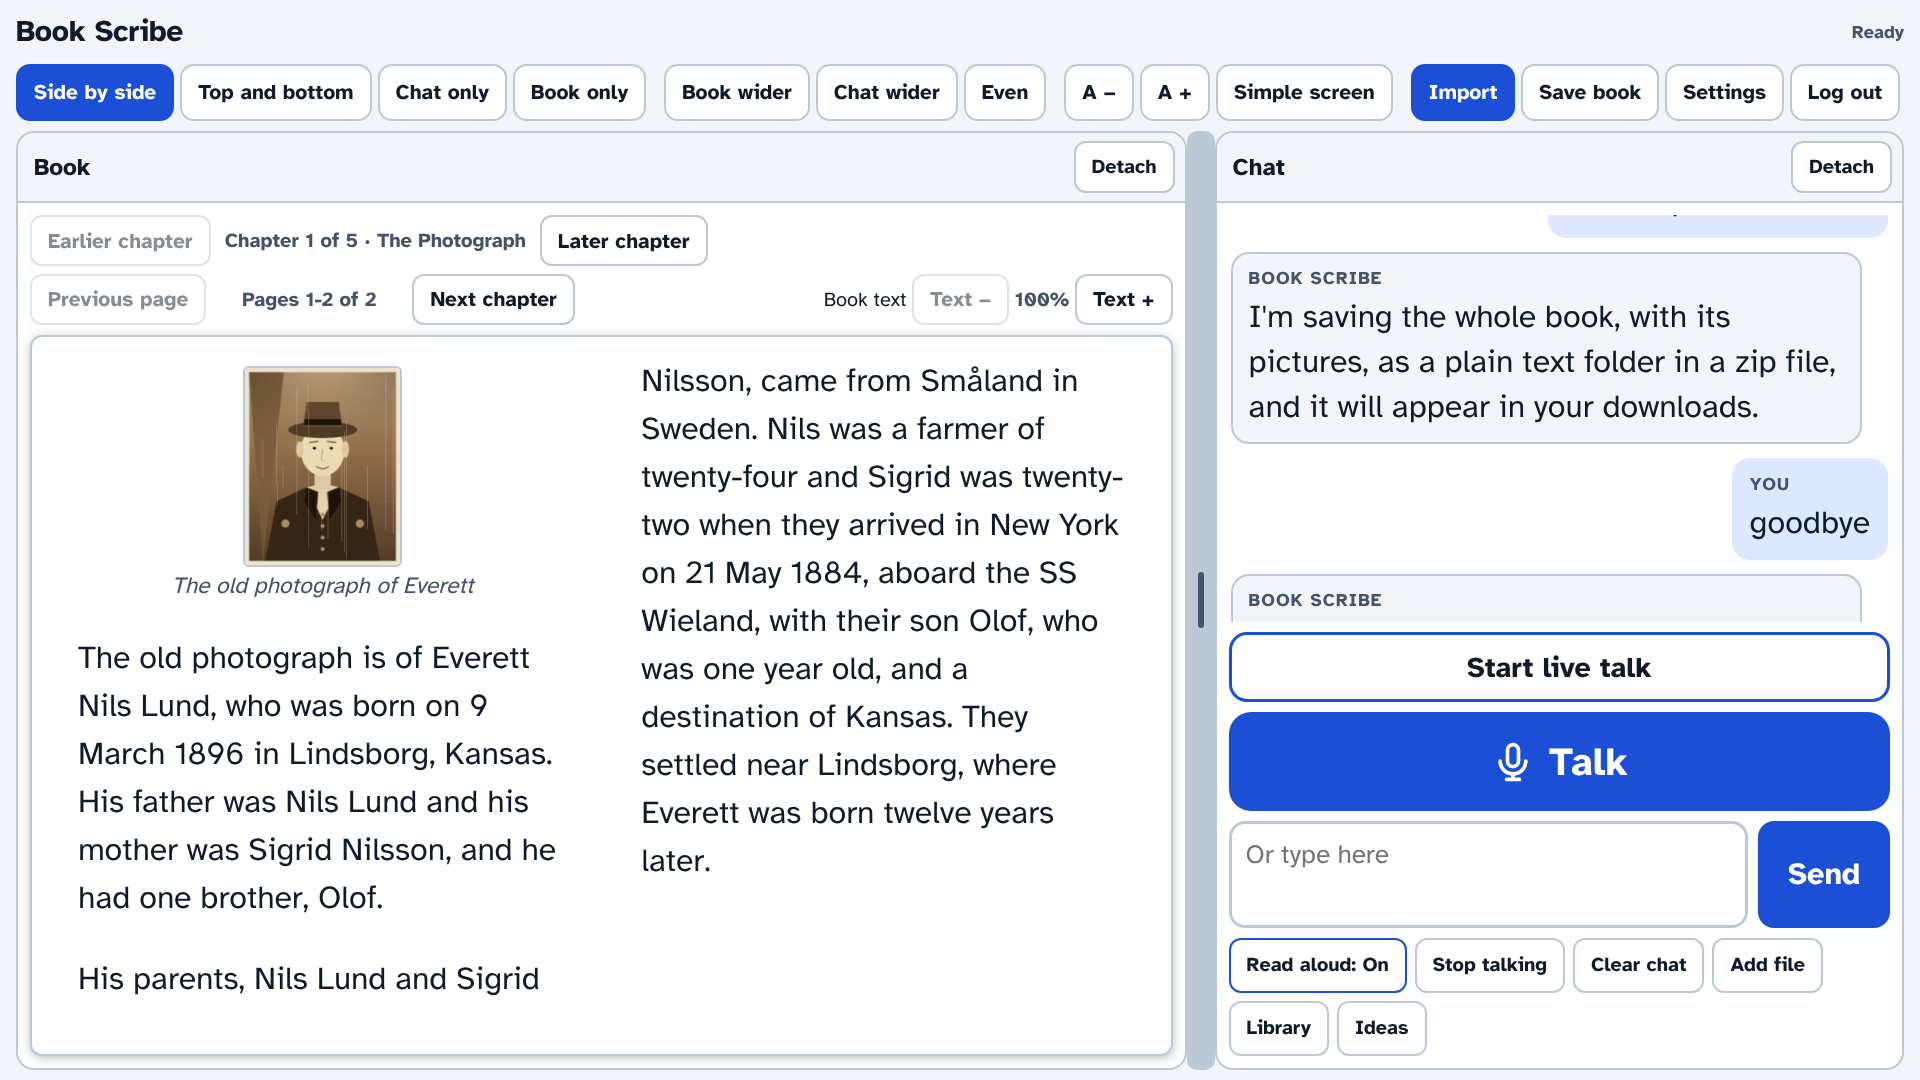 Book Scribe
Ready
Side by side
Top and bottom
Chat only
Book only
Book wider
Chat wider
Even
A −
A +
Simple screen
Import
Save book
Settings
Log out
Book
Detach
Earlier chapter
Chapter 1 of 5 · The Photograph
Later chapter
Previous page
Pages 1-2 of 2
Next chapter
Book text
Text −
100%
Text +
The old photograph of Everett
The old photograph is of Everett
Nils Lund, who was born on 9
March 1896 in Lindsborg, Kansas.
His father was Nils Lund and his
mother was Sigrid Nilsson, and he
had one brother, Olof.
His parents, Nils Lund and Sigrid
Nilsson, came from Småland in
Sweden. Nils was a farmer of
twenty-four and Sigrid was twenty-
two when they arrived in New York
on 21 May 1884, aboard the SS
Wieland, with their son Olof, who
was one year old, and a
destination of Kansas. They
settled near Lindsborg, where
Everett was born twelve years
later.
Chat
Detach
BOOK SCRIBE
I'm saving the whole book, with its
pictures, as a plain text folder in a zip file,
and it will appear in your downloads.
YOU
goodbye
BOOK SCRIBE
Start live talk
Talk
Or type here
Send
Read aloud: On
Stop talking
Clear chat
Add file
Library
Ideas